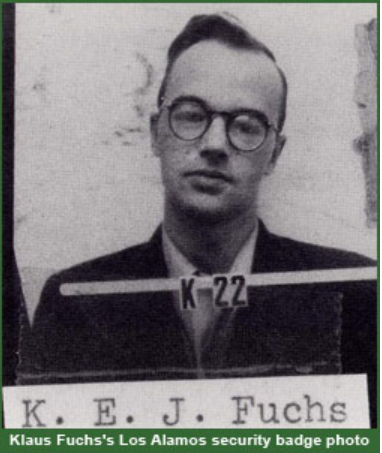 K 22
K. E. J. Fuchs
Klaus Fuchs's Los Alamos security badge photo